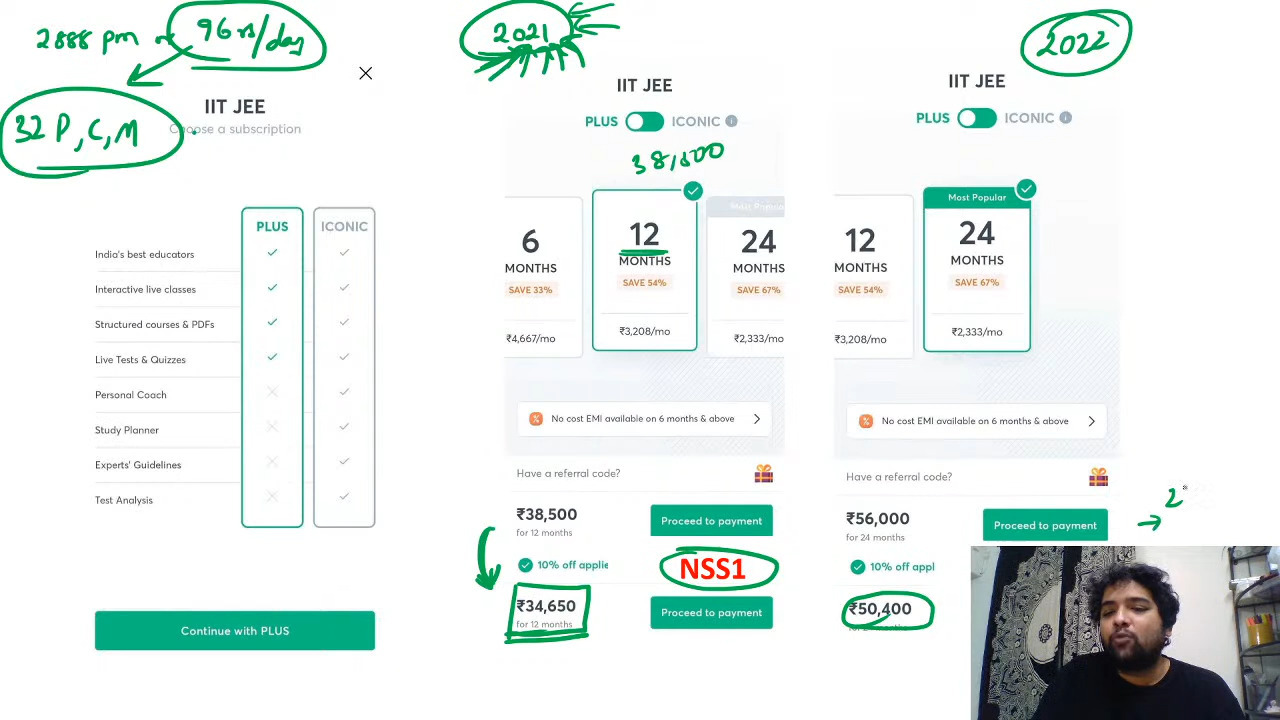 2888 pm or 96 rs/day
32 P, C, M
IIT JEE
Choose a subscription
PLUS
ICONIC
India's best educators
Interactive live classes
Structured courses & PDFs
Live Tests & Quizzes
Personal Coach
Study Planner
Experts' Guidelines
Test Analysis
Continue with PLUS
2021
IIT JEE
PLUS ICONIC
38,500
6
MONTHS
SAVE 33%
₹4,667/mo
12
MONTHS
SAVE 54%
₹3,208/mo
Most Popular
24
MONTHS
SAVE 67%
₹2,333/mo
No cost EMI available on 6 months & above
Have a referral code?
₹38,500
for 12 months
Proceed to payment
10% off applie
NSS1
₹34,650
for 12 months
Proceed to payment
2022
IIT JEE
PLUS ICONIC
12
MONTHS
SAVE 54%
₹3,208/mo
Most Popular
24
MONTHS
SAVE 67%
₹2,333/mo
No cost EMI available on 6 months & above
Have a referral code?
₹56,000
for 24 months
Proceed to payment
10% off appl
₹50,400
for 24 months
2